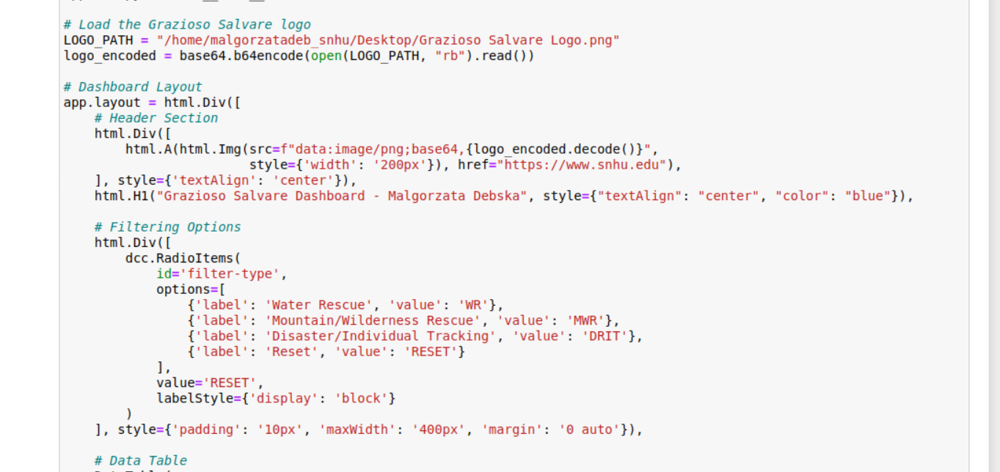 # Load the Grazioso Salvare logo
LOGO_PATH = "/home/malgorzatadeb_snhu/Desktop/Grazioso Salvare Logo.png"
logo_encoded = base64.b64encode(open(LOGO_PATH, "rb").read())

# Dashboard Layout
app.layout = html.Div([
    # Header Section
    html.Div([
        html.A(html.Img(src=f"data:image/png;base64,{logo_encoded.decode()}",
                        style={'width': '200px'}), href="https://www.snhu.edu"),
    ], style={'textAlign': 'center'}),
    html.H1("Grazioso Salvare Dashboard - Malgorzata Debska", style={"textAlign": "center", "color": "blue"}),

    # Filtering Options
    html.Div([
        dcc.RadioItems(
            id='filter-type',
            options=[
                {'label': 'Water Rescue', 'value': 'WR'},
                {'label': 'Mountain/Wilderness Rescue', 'value': 'MWR'},
                {'label': 'Disaster/Individual Tracking', 'value': 'DRIT'},
                {'label': 'Reset', 'value': 'RESET'}
            ],
            value='RESET',
            labelStyle={'display': 'block'}
        )
    ], style={'padding': '10px', 'maxWidth': '400px', 'margin': '0 auto'}),

    # Data Table